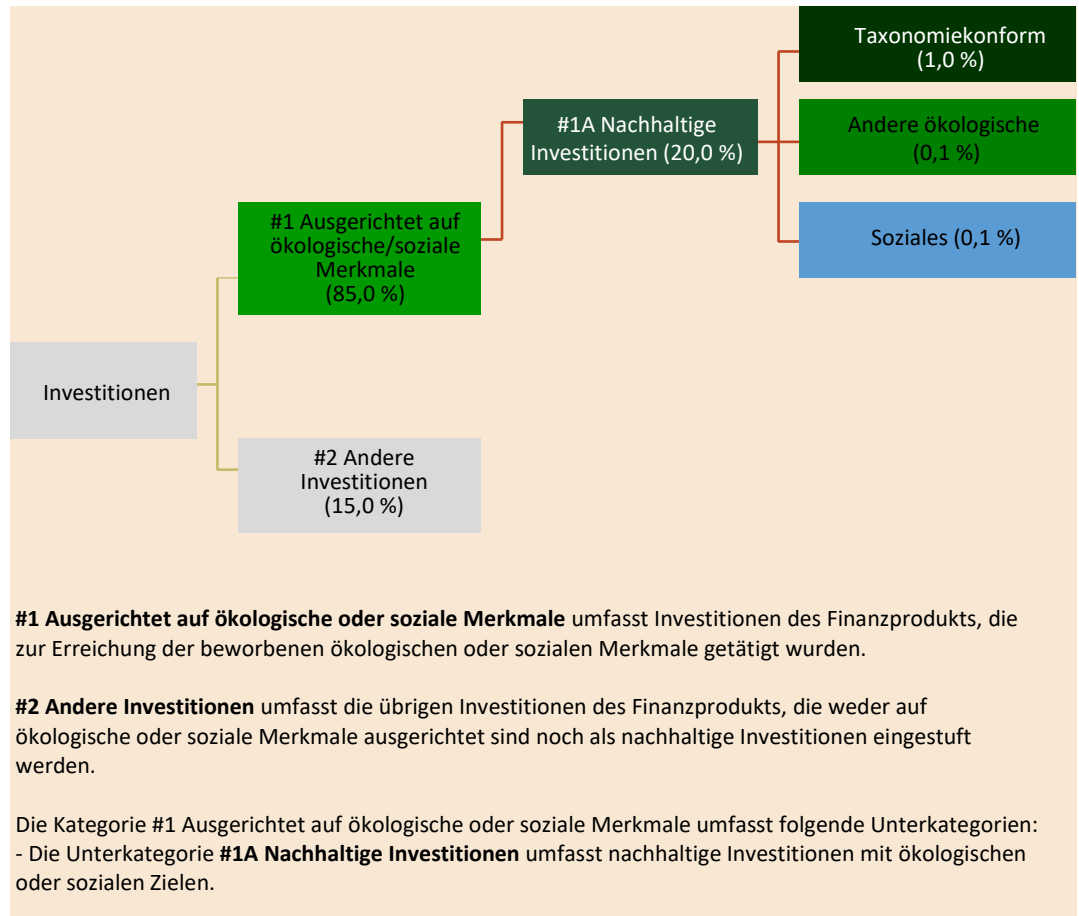 Taxonomiekonform
(1,0 %)
#1A Nachhaltige
Investitionen (20,0 %)
Andere ökologische
(0,1 %)
#1 Ausgerichtet auf
ökologische/soziale
Merkmale
(85,0 %)
Soziales (0,1 %)
Investitionen
#2 Andere
Investitionen
(15,0 %)
#1 Ausgerichtet auf ökologische oder soziale Merkmale umfasst Investitionen des Finanzprodukts, die
zur Erreichung der beworbenen ökologischen oder sozialen Merkmale getätigt wurden.
#2 Andere Investitionen umfasst die übrigen Investitionen des Finanzprodukts, die weder auf
ökologische oder soziale Merkmale ausgerichtet sind noch als nachhaltige Investitionen eingestuft
werden.
Die Kategorie #1 Ausgerichtet auf ökologische oder soziale Merkmale umfasst folgende Unterkategorien:
- Die Unterkategorie #1A Nachhaltige Investitionen umfasst nachhaltige Investitionen mit ökologischen
oder sozialen Zielen.